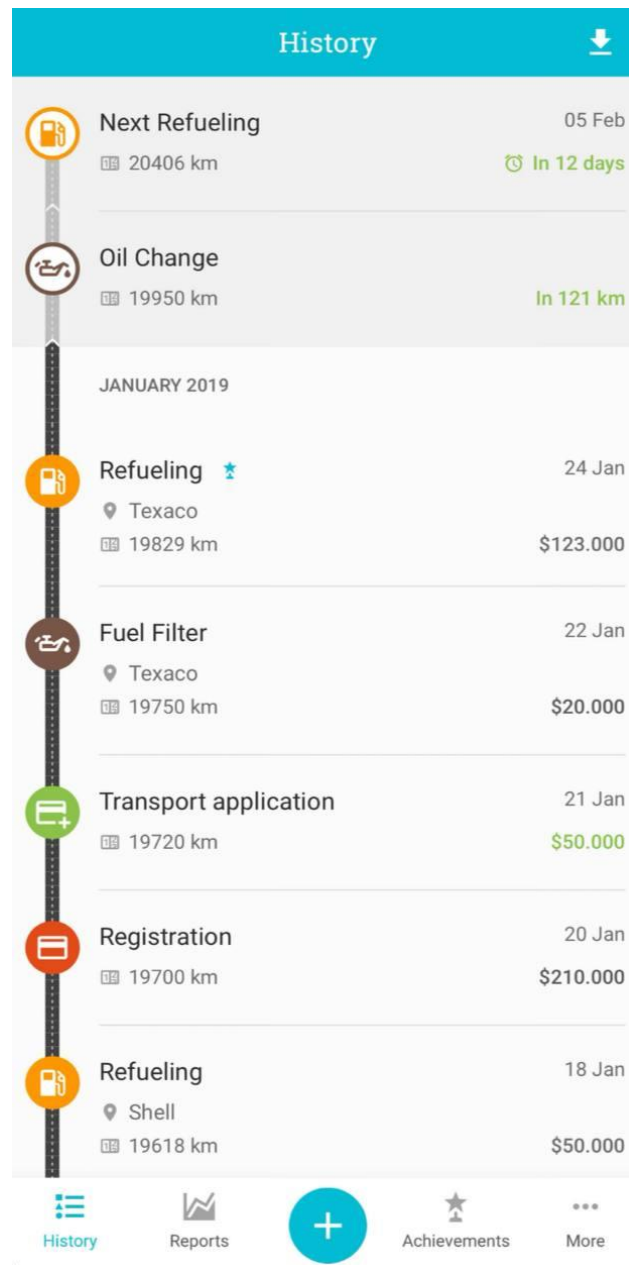 History
Next Refueling 05 Feb
20406 km In 12 days
Oil Change
19950 km In 121 km
JANUARY 2019
Refueling 24 Jan
Texaco
19829 km $123.000
Fuel Filter 22 Jan
Texaco
19750 km $20.000
Transport application 21 Jan
19720 km $50.000
Registration 20 Jan
19700 km $210.000
Refueling 18 Jan
Shell
19618 km $50.000
History Reports Achievements More